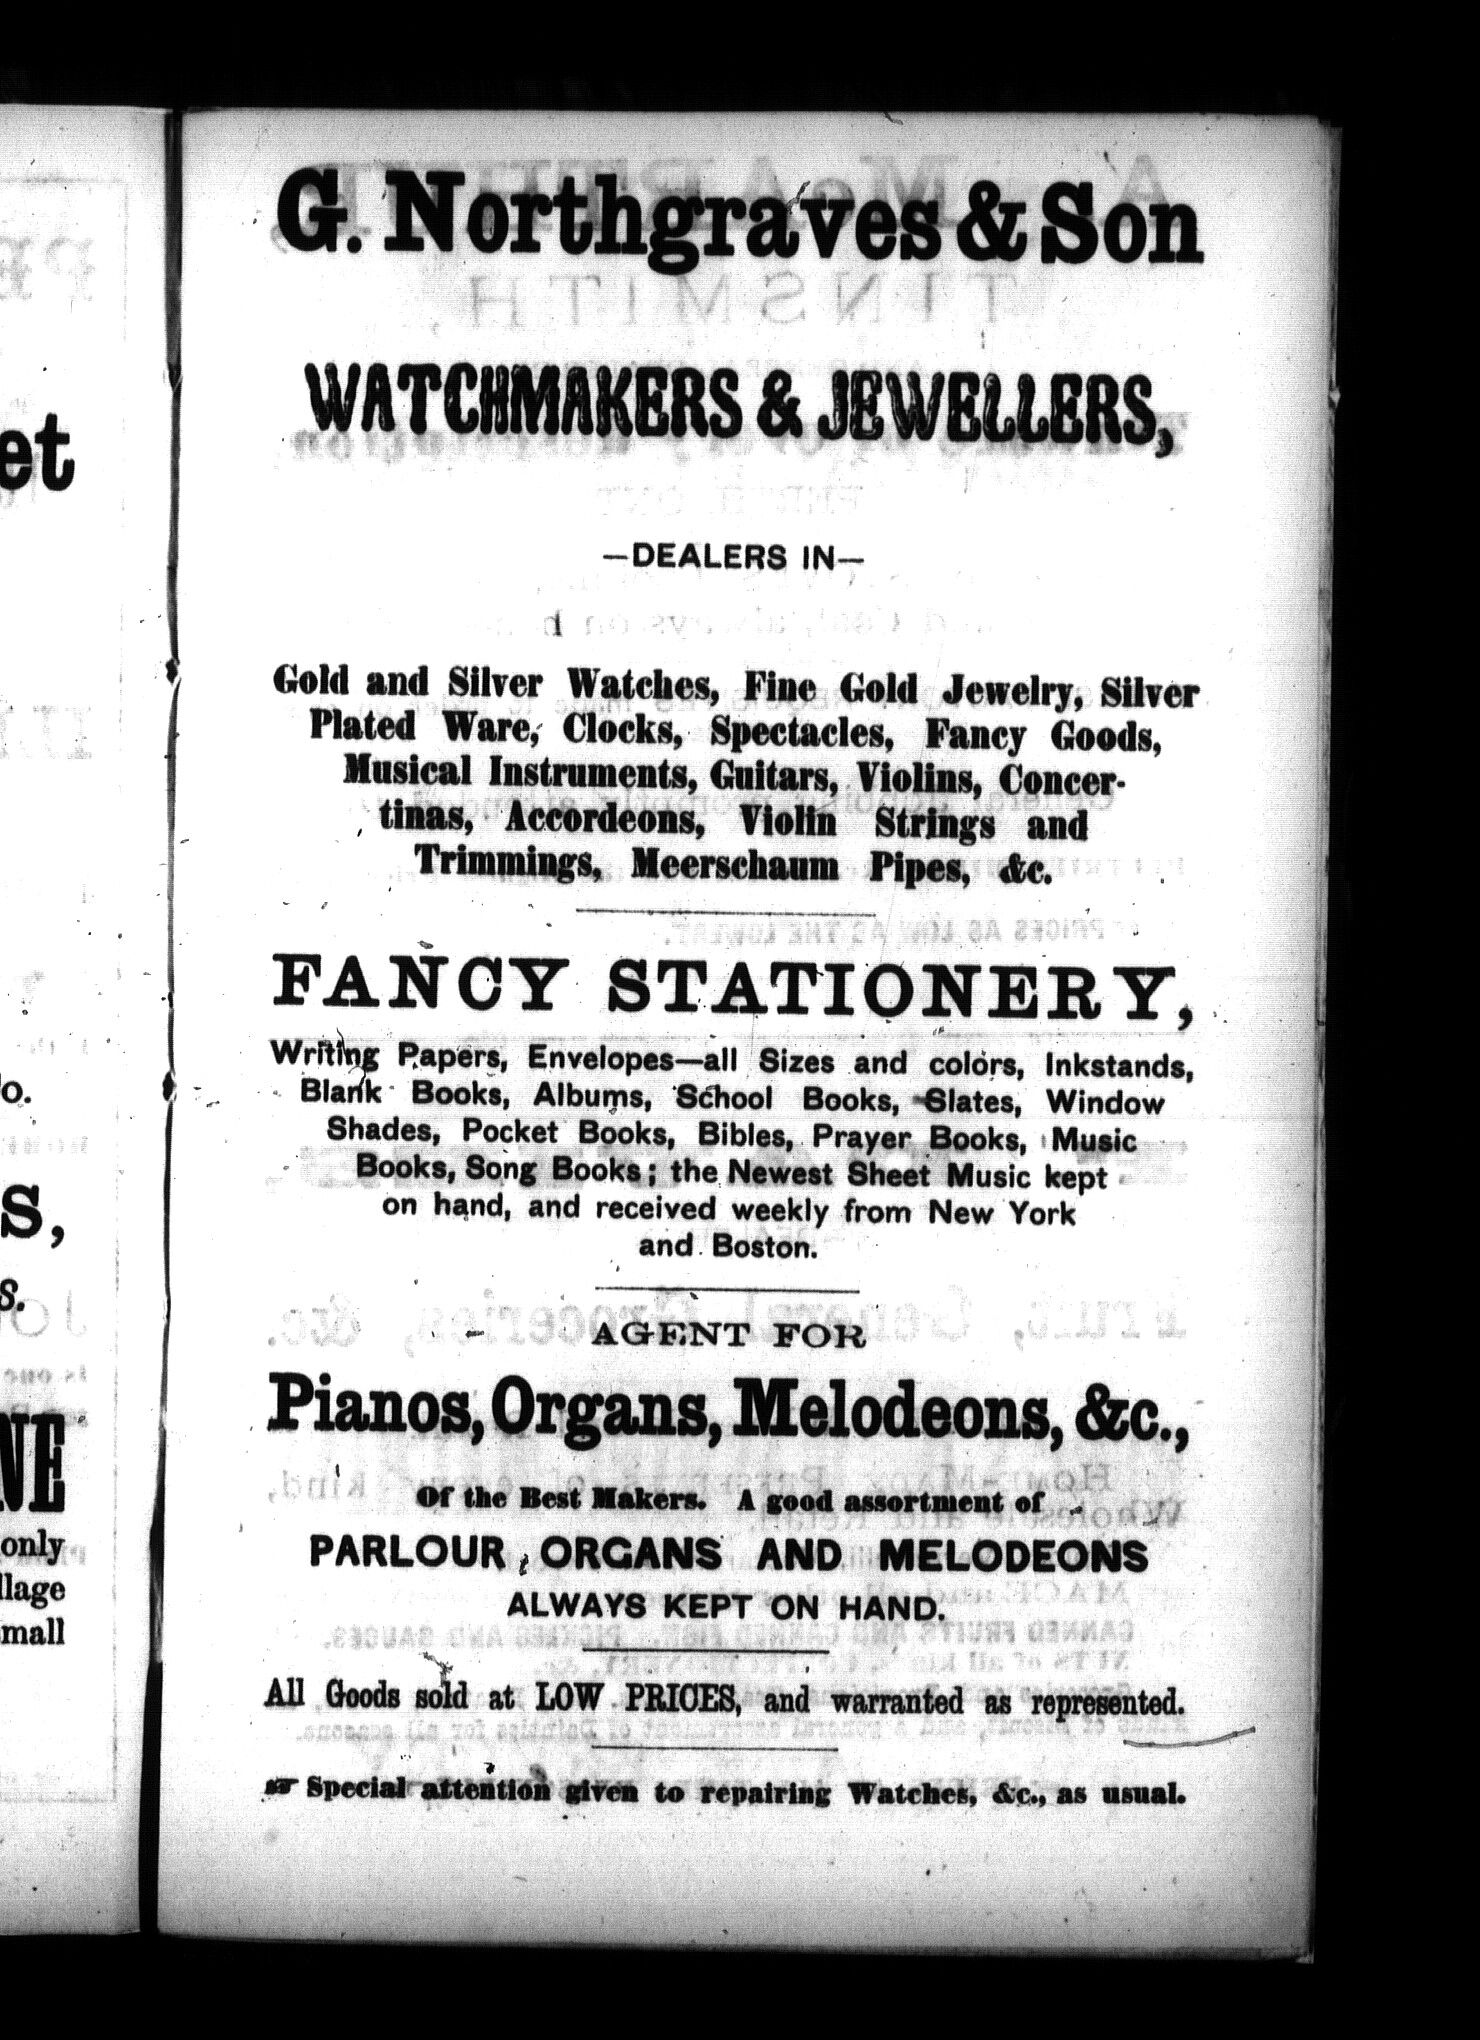 G. Northgraves & Son
WATCHMAKERS & JEWELLERS,
—DEALERS IN—
Gold and Silver Watches, Fine Gold Jewelry, Silver
Plated Ware, Clocks, Spectacles, Fancy Goods,
Musical Instruments, Guitars, Violins, Concer-
tinas, Accordeons, Violin Strings and
Trimmings, Meerschaum Pipes, &c.
FANCY STATIONERY,
Writing Papers, Envelopes—all Sizes and colors, Inkstands,
Blank Books, Albums, School Books, Slates, Window
Shades, Pocket Books, Bibles, Prayer Books, Music
Books, Song Books; the Newest Sheet Music kept
on hand, and received weekly from New York
and Boston.
AGENT FOR
Pianos, Organs, Melodeons, &c.,
Of the Best Makers. A good assortment of
PARLOUR ORGANS AND MELODEONS
ALWAYS KEPT ON HAND.
All Goods sold at LOW PRICES, and warranted as represented.
☞ Special attention given to repairing Watches, &c., as usual.